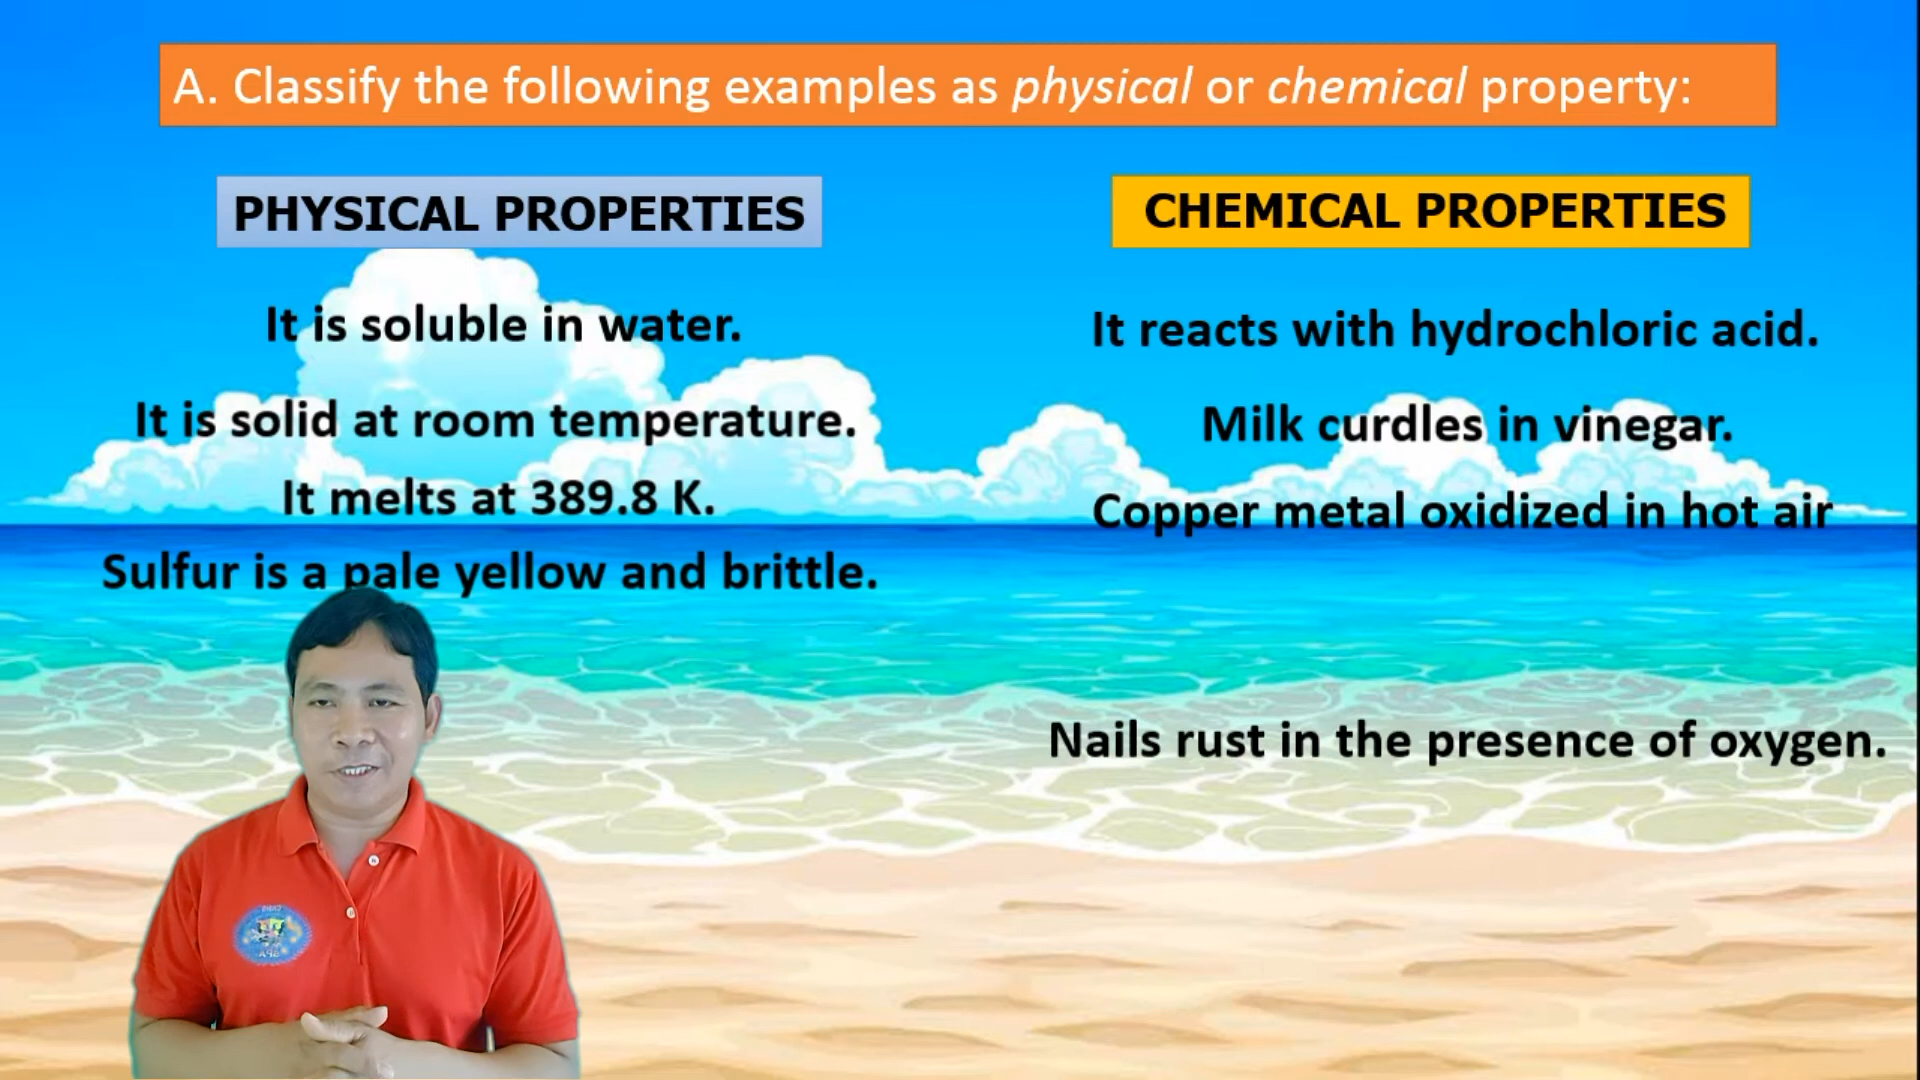 A. Classify the following examples as physical or chemical property:
PHYSICAL PROPERTIES
It is soluble in water.
It is solid at room temperature.
It melts at 389.8 K.
Sulfur is a pale yellow and brittle.
CHEMICAL PROPERTIES
It reacts with hydrochloric acid.
Milk curdles in vinegar.
Copper metal oxidized in hot air
Nails rust in the presence of oxygen.